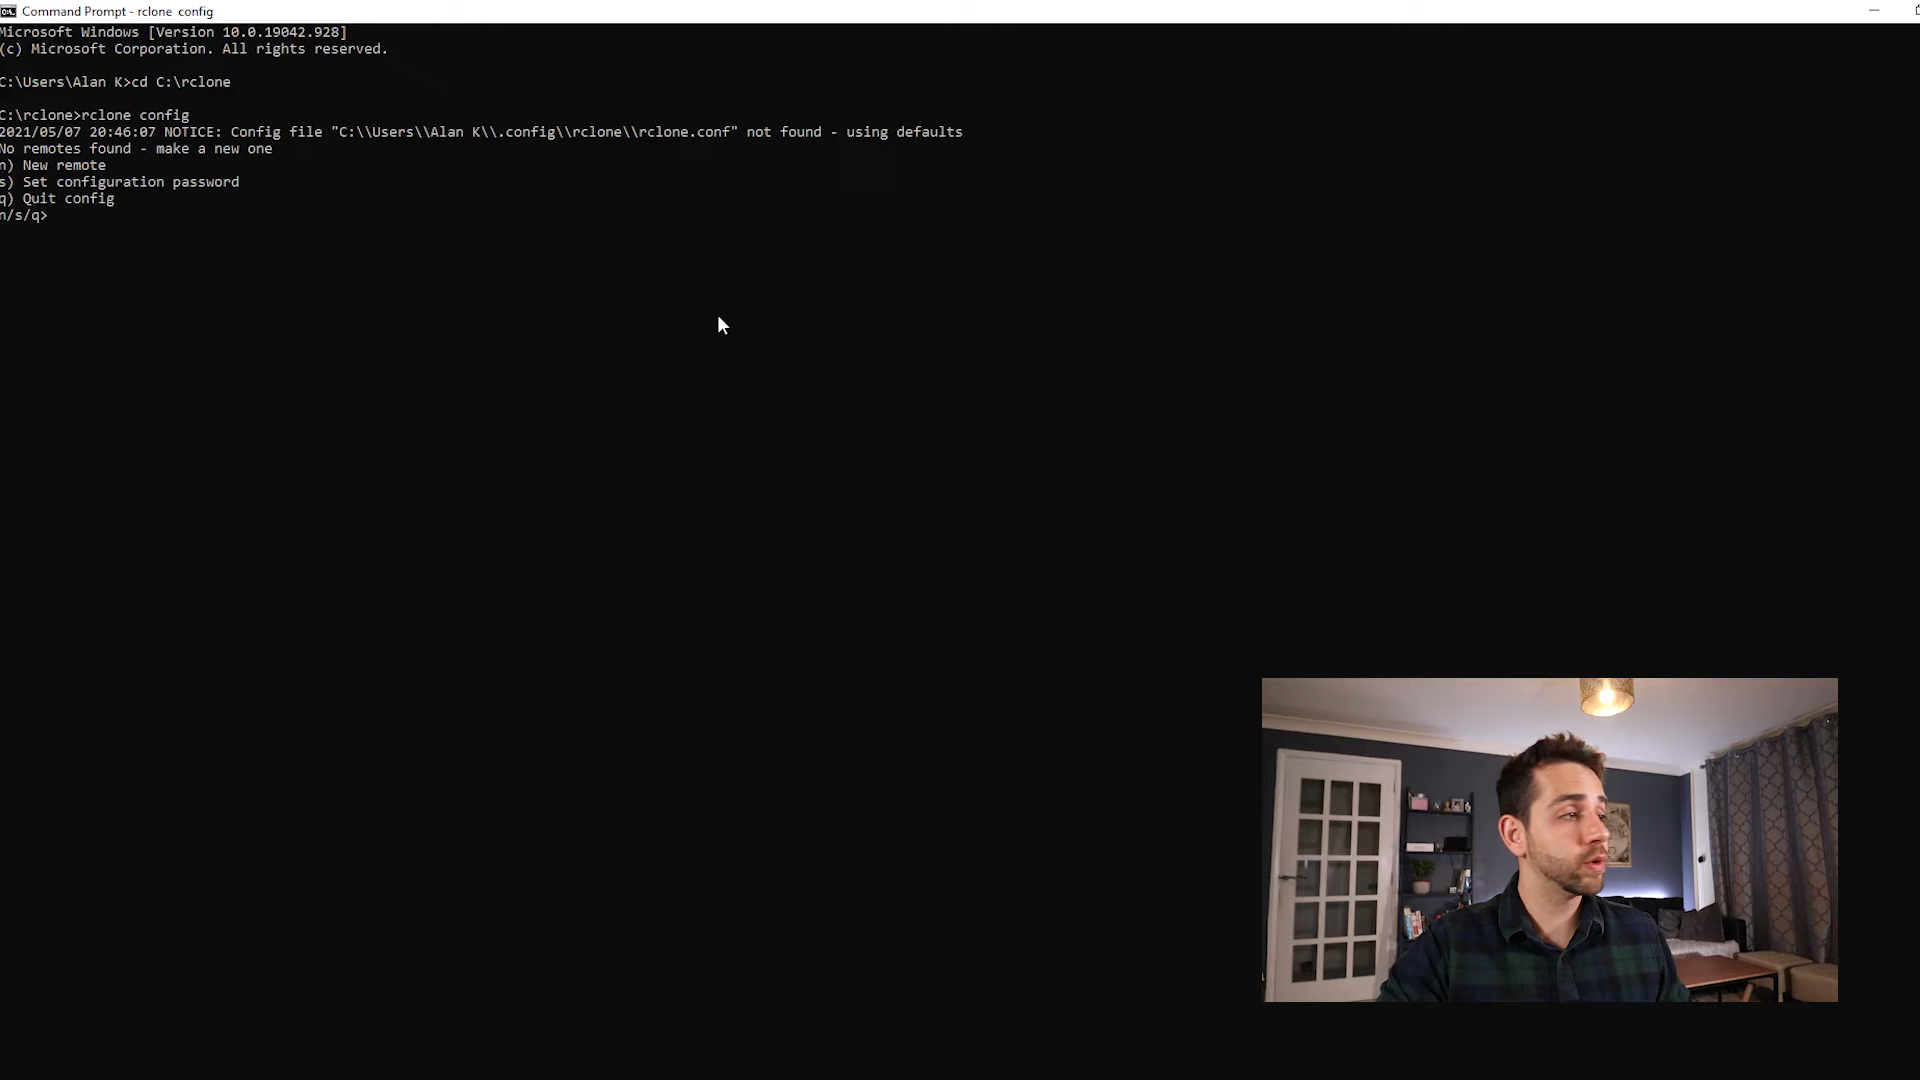 Command Prompt - rclone  config
Microsoft Windows [Version 10.0.19042.928]
(c) Microsoft Corporation. All rights reserved.
C:\Users\Alan K>cd C:\rclone
C:\rclone>rclone config
2021/05/07 20:46:07 NOTICE: Config file "C:\\Users\\Alan K\\.config\\rclone\\rclone.conf" not found - using defaults
No remotes found - make a new one
n) New remote
s) Set configuration password
q) Quit config
n/s/q>